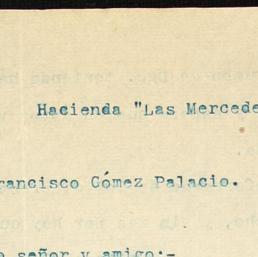 Hacienda "Las Mercede
rancisco Gómez Palacio.
señor y amigo:-